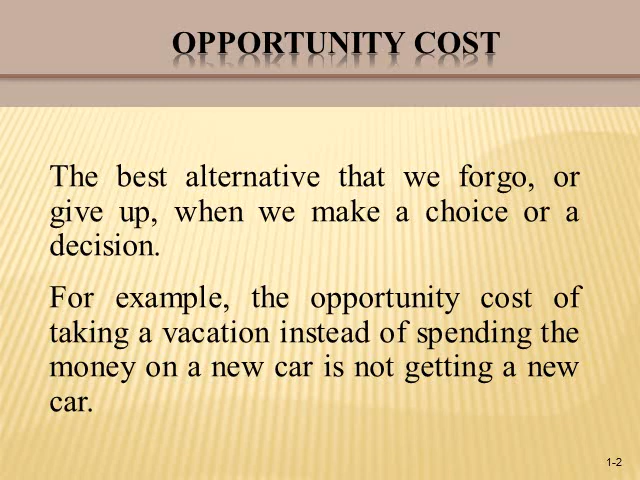 OPPORTUNITY COST
The best alternative that we forgo, or
give up, when we make a choice or a
decision.
For example, the opportunity cost of
taking a vacation instead of spending the
money on a new car is not getting a new
car.
1-2